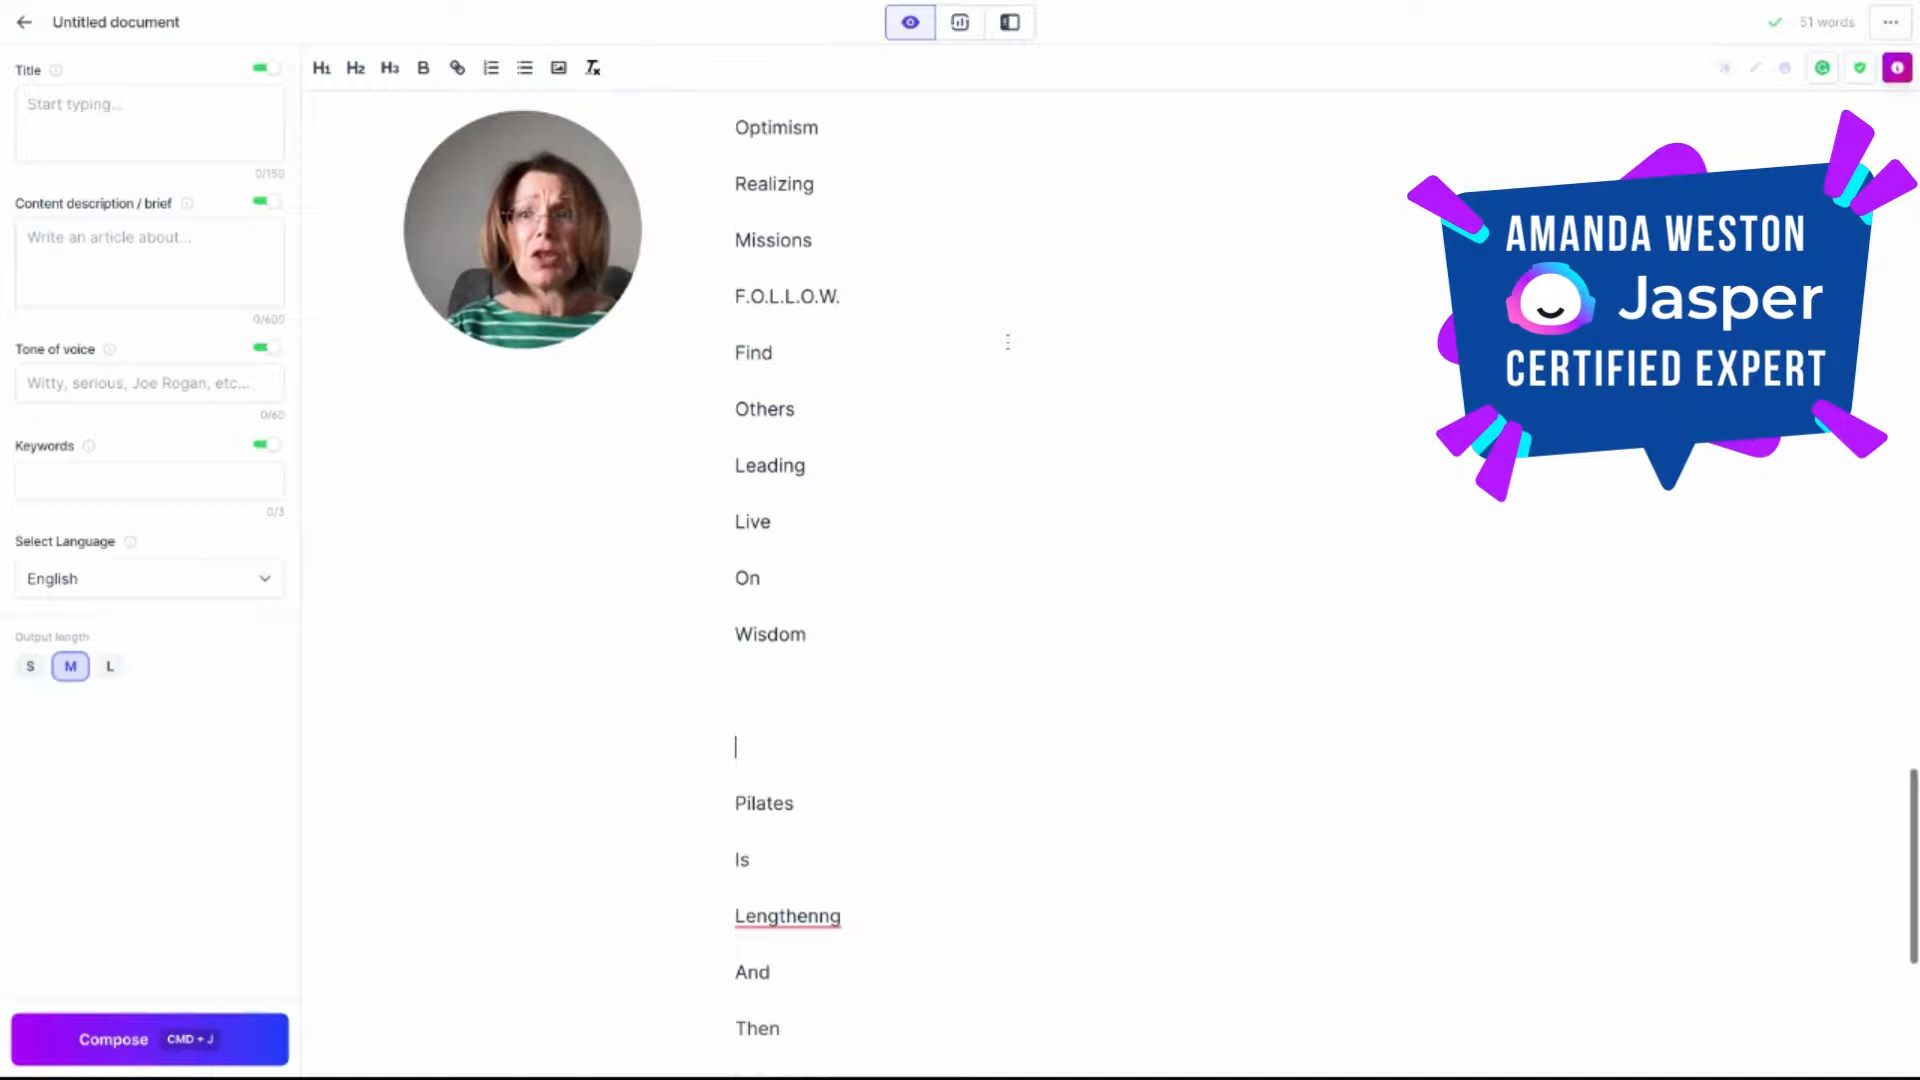 Untitled document
51 words
Title
Start typing...
0/150
Content description / brief
Write an article about...
0/600
Tone of voice
Witty, serious, Joe Rogan, etc...
0/60
Keywords
0/3
Select Language
English
Output length
S M L
Compose CMD + J
H1 H2 H3 B
Optimism
Realizing
Missions
F.O.L.L.O.W.
Find
Others
Leading
Live
On
Wisdom
Pilates
Is
Lengthenng
And
Then
AMANDA WESTON
Jasper
CERTIFIED EXPERT